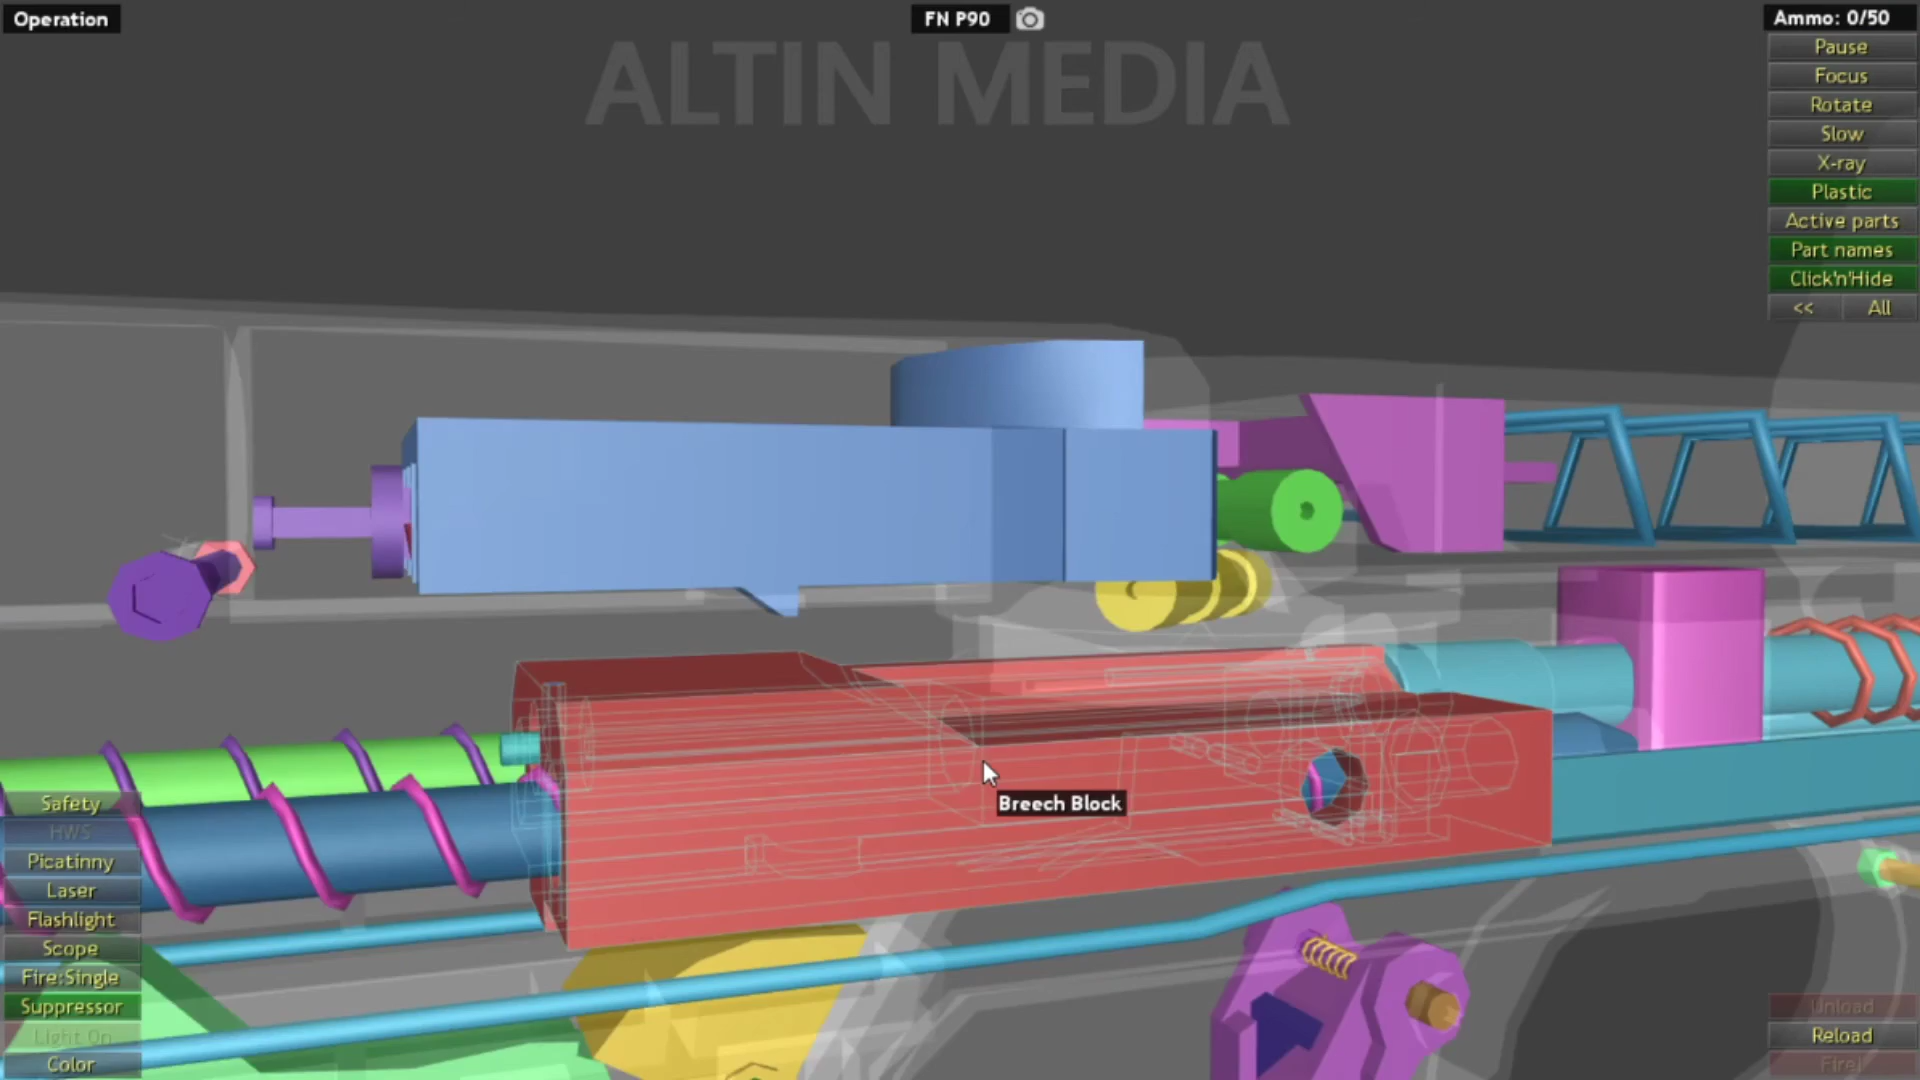 Operation
FN P90
Ammo: 0/50
ALTIN MEDIA
Pause
Focus
Rotate
Slow
X-ray
Plastic
Active parts
Part names
Click'n'Hide
<< All
Breech Block
Safety
HWS
Picatinny
Laser
Flashlight
Scope
Fire:Single
Suppressor
Light On
Color
Unload
Reload
Fire!